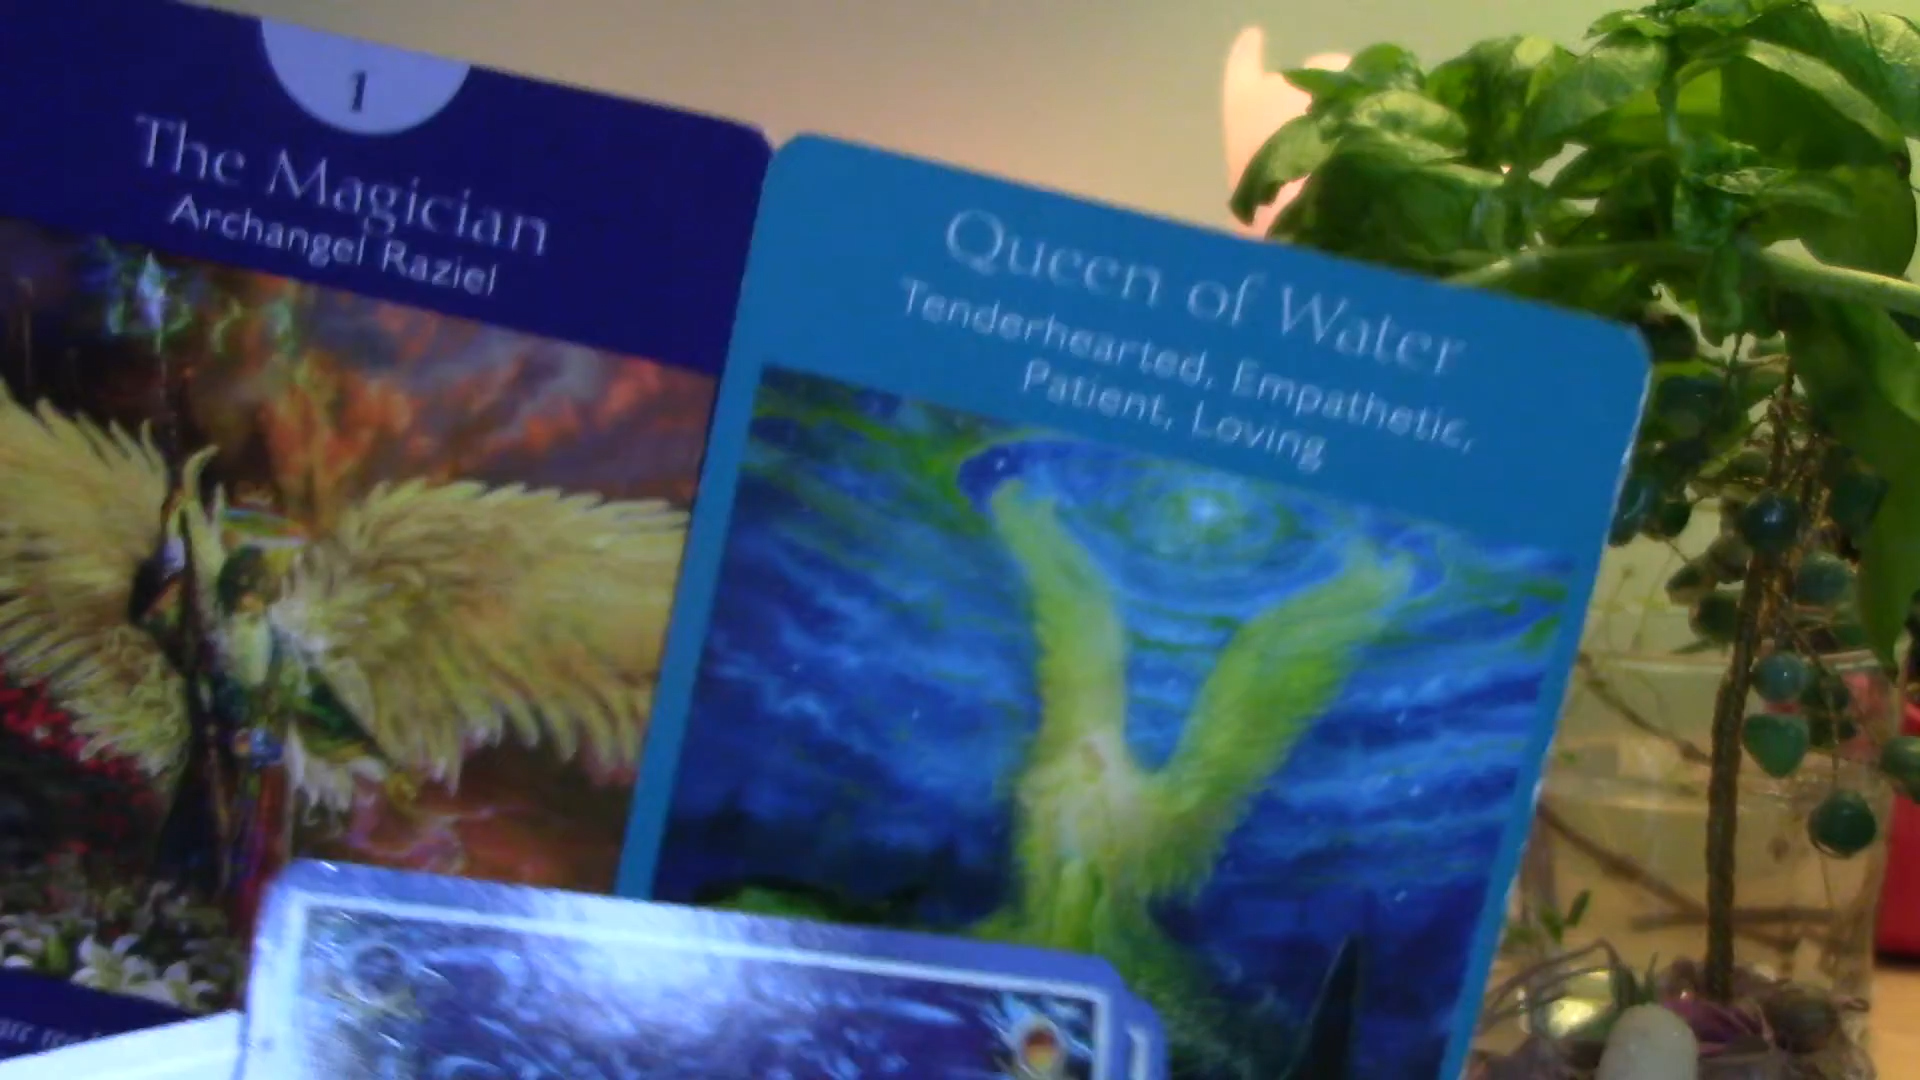 1
The Magician
Archangel Raziel
Queen of Water
Tenderhearted, Empathetic,
Patient, Loving